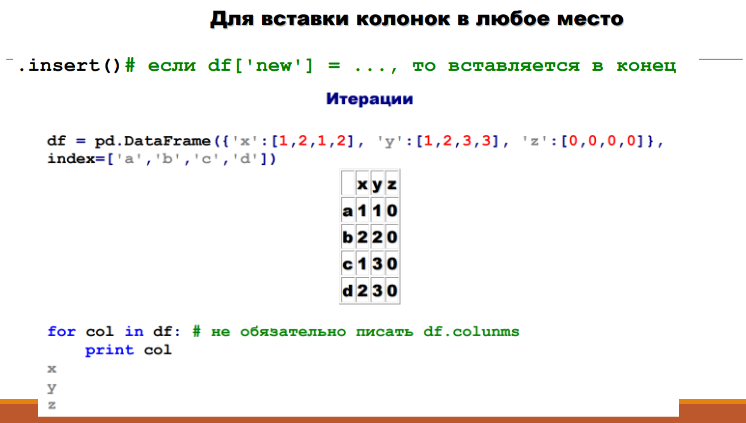 Для вставки колонок в любое место
.insert()# если df['new'] = ..., то вставляется в конец
Итерации
df = pd.DataFrame({'x':[1,2,1,2], 'y':[1,2,3,3], 'z':[0,0,0,0]},
index=['a','b','c','d'])
x y z
a 1 1 0
b 2 2 0
c 1 3 0
d 2 3 0
for col in df: # не обязательно писать df.colunms
    print col
x
y
z